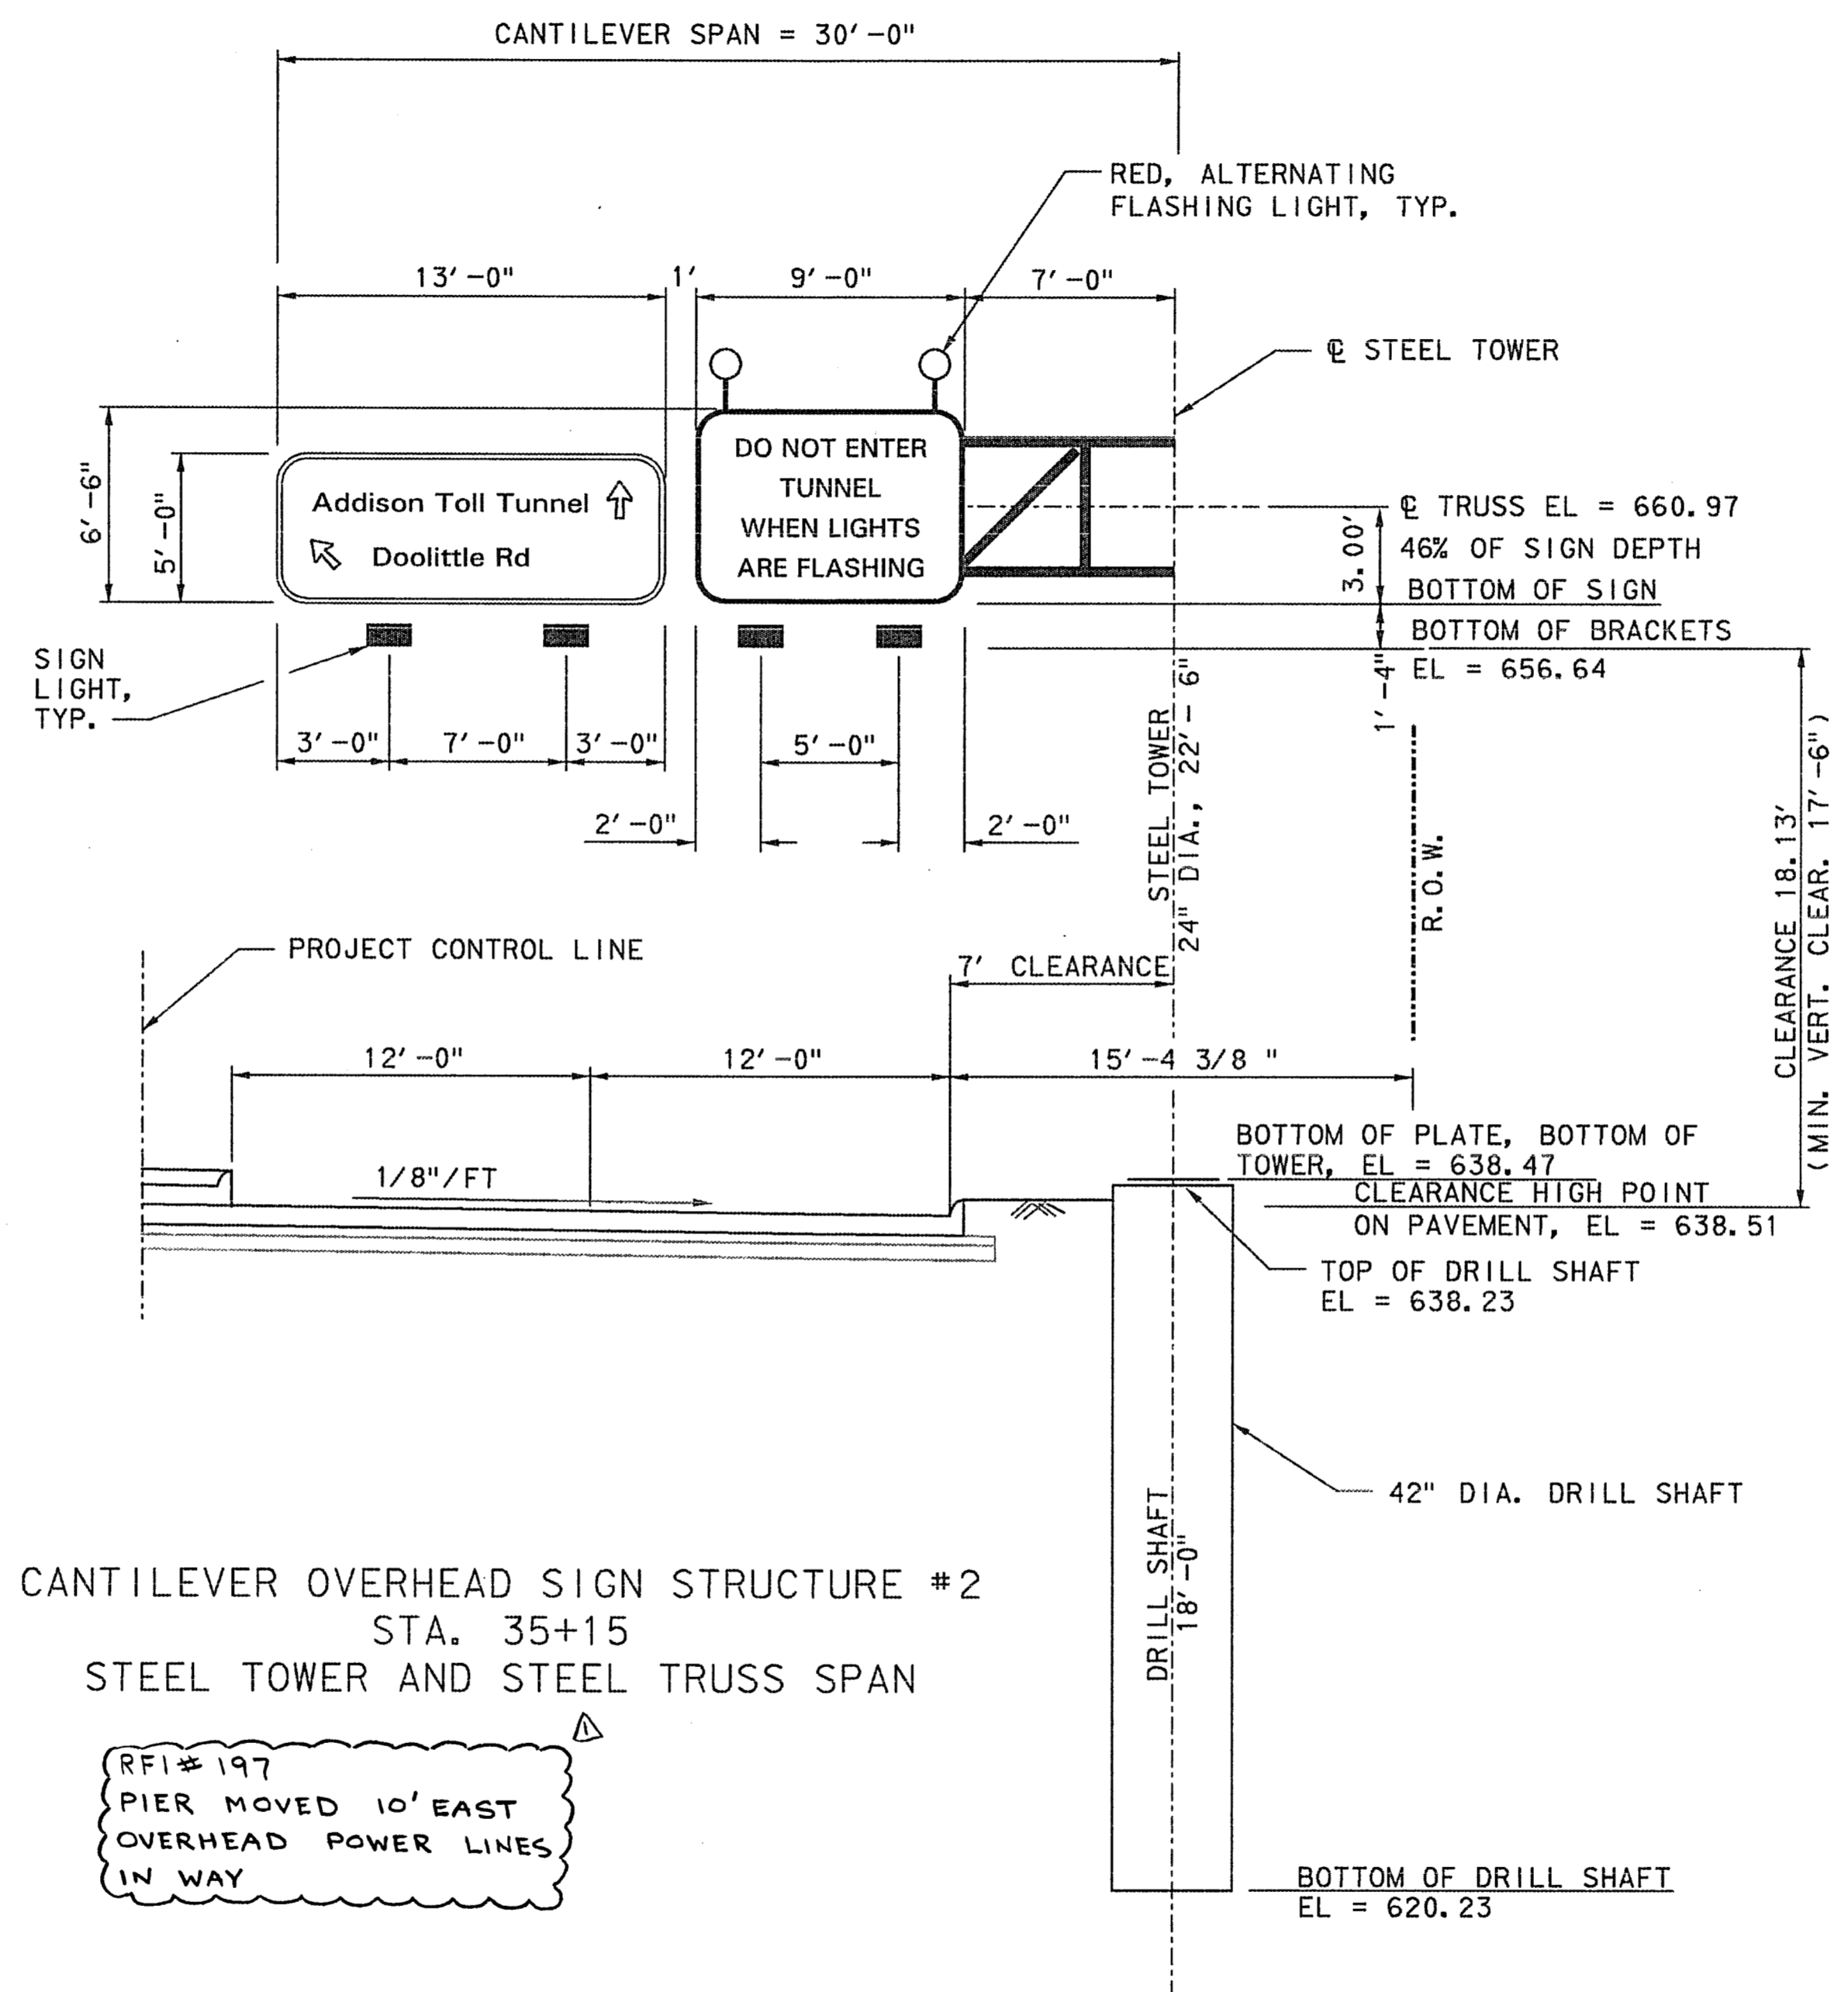 CANTILEVER SPAN = 30'-0"
RED, ALTERNATING
FLASHING LIGHT, TYP.
13'-0"
1'
9'-0"
7'-0"
℄ STEEL TOWER
6'-6"
5'-0"
Addison Toll Tunnel
Doolittle Rd
DO NOT ENTER
TUNNEL
WHEN LIGHTS
ARE FLASHING
℄ TRUSS EL = 660.97
46% OF SIGN DEPTH
3.00'
BOTTOM OF SIGN
BOTTOM OF BRACKETS
EL = 656.64
1'-4"
SIGN
LIGHT,
TYP.
3'-0"
7'-0"
3'-0"
5'-0"
2'-0"
2'-0"
STEEL TOWER
24" DIA., 22'-6"
R.O.W.
CLEARANCE 18.13'
(MIN. VERT. CLEAR. 17'-6")
PROJECT CONTROL LINE
7' CLEARANCE
12'-0"
12'-0"
15'-4 3/8 "
1/8"/FT
BOTTOM OF PLATE, BOTTOM OF
TOWER, EL = 638.47
CLEARANCE HIGH POINT
ON PAVEMENT, EL = 638.51
TOP OF DRILL SHAFT
EL = 638.23
42" DIA. DRILL SHAFT
DRILL SHAFT
18'-0"
CANTILEVER OVERHEAD SIGN STRUCTURE #2
STA. 35+15
STEEL TOWER AND STEEL TRUSS SPAN
1
RFI# 197
PIER MOVED 10' EAST
OVERHEAD POWER LINES
IN WAY
BOTTOM OF DRILL SHAFT
EL = 620.23